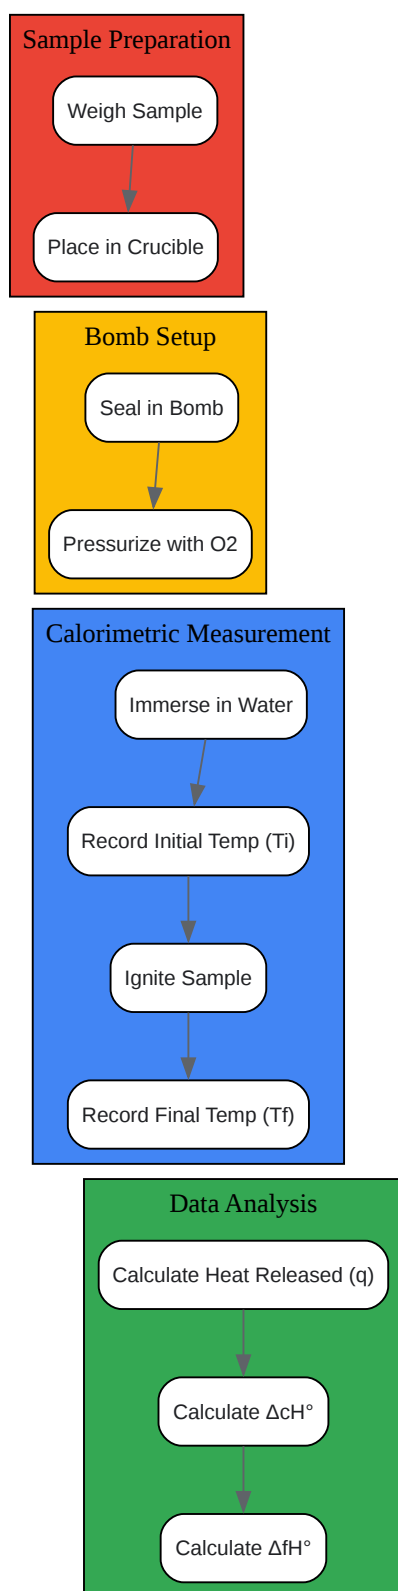 Sample Preparation
Weigh Sample
Place in Crucible
Bomb Setup
Seal in Bomb
Pressurize with O2
Calorimetric Measurement
Immerse in Water
Record Initial Temp (Ti)
Ignite Sample
Record Final Temp (Tf)
Data Analysis
Calculate Heat Released (q)
Calculate ΔcH°
Calculate ΔfH°